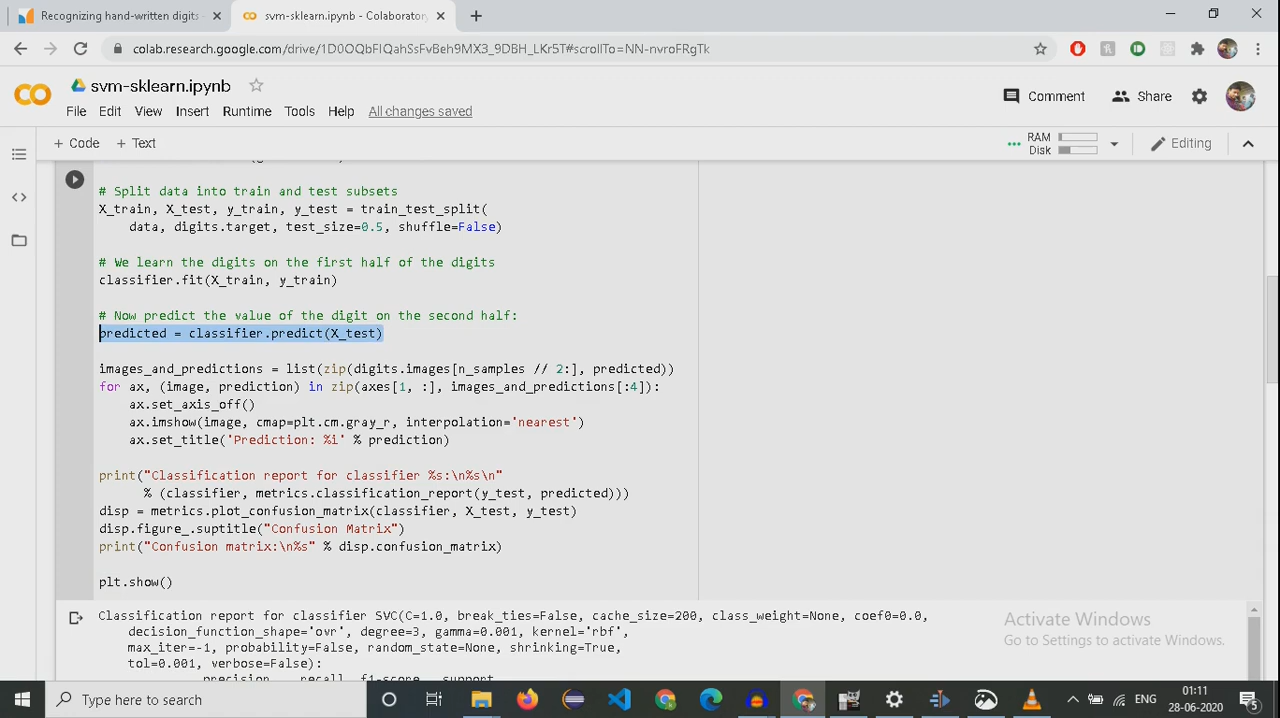 Recognizing hand-written digits
svm-sklearn.ipynb - Colaboratory
colab.research.google.com/drive/1D0OQbFIQahSsFvBeh9MX3_9DBH_LKr5T#scrollTo=NN-nvroFRgTk
svm-sklearn.ipynb
Comment Share
File Edit View Insert Runtime Tools Help All changes saved
+ Code + Text
RAM
Disk
Editing
# Split data into train and test subsets
X_train, X_test, y_train, y_test = train_test_split(
data, digits.target, test_size=0.5, shuffle=False)
# We learn the digits on the first half of the digits
classifier.fit(X_train, y_train)
# Now predict the value of the digit on the second half:
predicted = classifier.predict(X_test)
images_and_predictions = list(zip(digits.images[n_samples // 2:], predicted))
for ax, (image, prediction) in zip(axes[1, :], images_and_predictions[:4]):
ax.set_axis_off()
ax.imshow(image, cmap=plt.cm.gray_r, interpolation='nearest')
ax.set_title('Prediction: %i' % prediction)
print("Classification report for classifier %s:\n%s\n"
% (classifier, metrics.classification_report(y_test, predicted)))
disp = metrics.plot_confusion_matrix(classifier, X_test, y_test)
disp.figure_.suptitle("Confusion Matrix")
print("Confusion matrix:\n%s" % disp.confusion_matrix)
plt.show()
Classification report for classifier SVC(C=1.0, break_ties=False, cache_size=200, class_weight=None, coef0=0.0,
decision_function_shape='ovr', degree=3, gamma=0.001, kernel='rbf',
max_iter=-1, probability=False, random_state=None, shrinking=True,
tol=0.001, verbose=False):
precision recall f1-score support
Activate Windows
Go to Settings to activate Windows.
Type here to search
ENG
01:11
28-06-2020
5